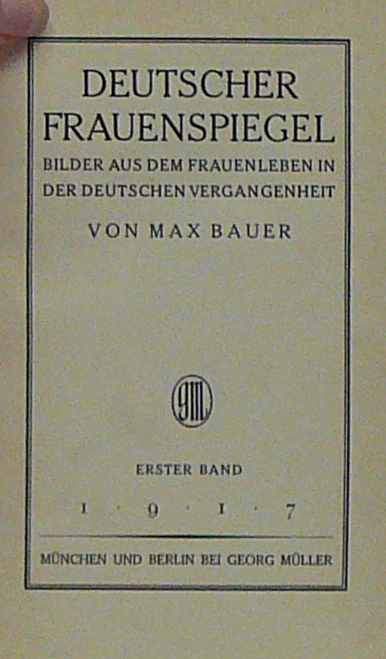 DEUTSCHER
FRAUENSPIEGEL
BILDER AUS DEM FRAUENLEBEN IN
DER DEUTSCHEN VERGANGENHEIT
VON MAX BAUER
GM
ERSTER BAND
1 · 9 · 1 · 7
MÜNCHEN UND BERLIN BEI GEORG MÜLLER